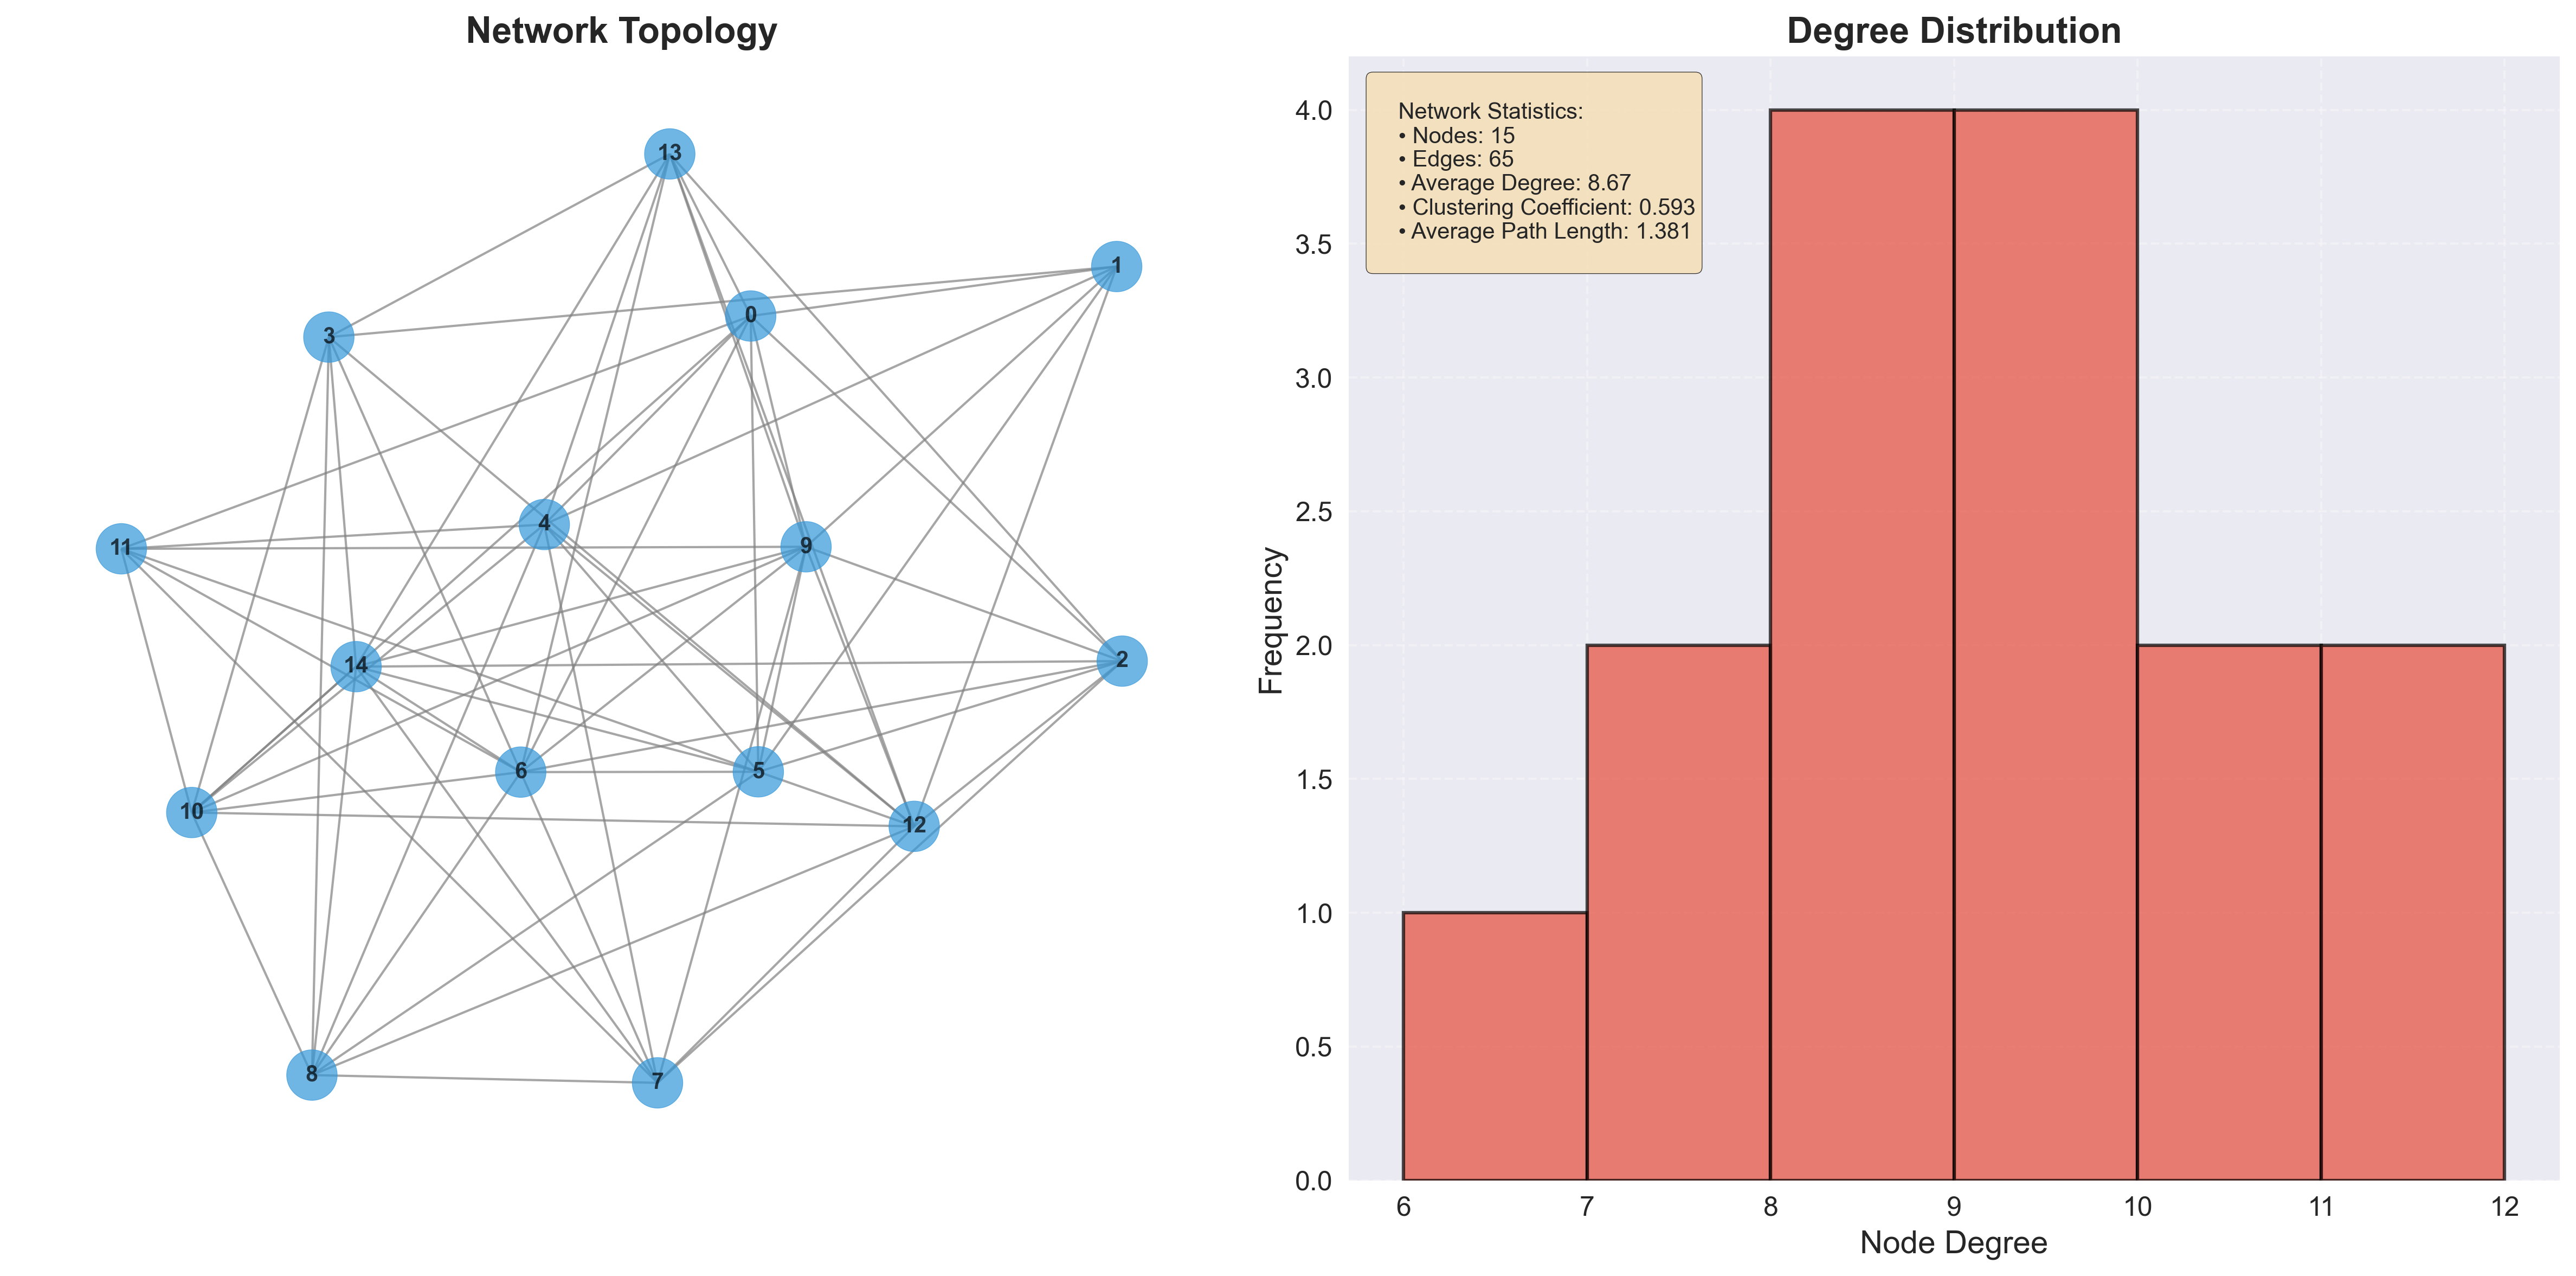 Network Topology
13
1
0
3
4
9
11
14
2
6
5
10
12
8
7
Degree Distribution
Network Statistics:
• Nodes: 15
• Edges: 65
• Average Degree: 8.67
• Clustering Coefficient: 0.593
• Average Path Length: 1.381
Frequency
4.0
3.5
3.0
2.5
2.0
1.5
1.0
0.5
0.0
6 7 8 9 10 11 12
Node Degree